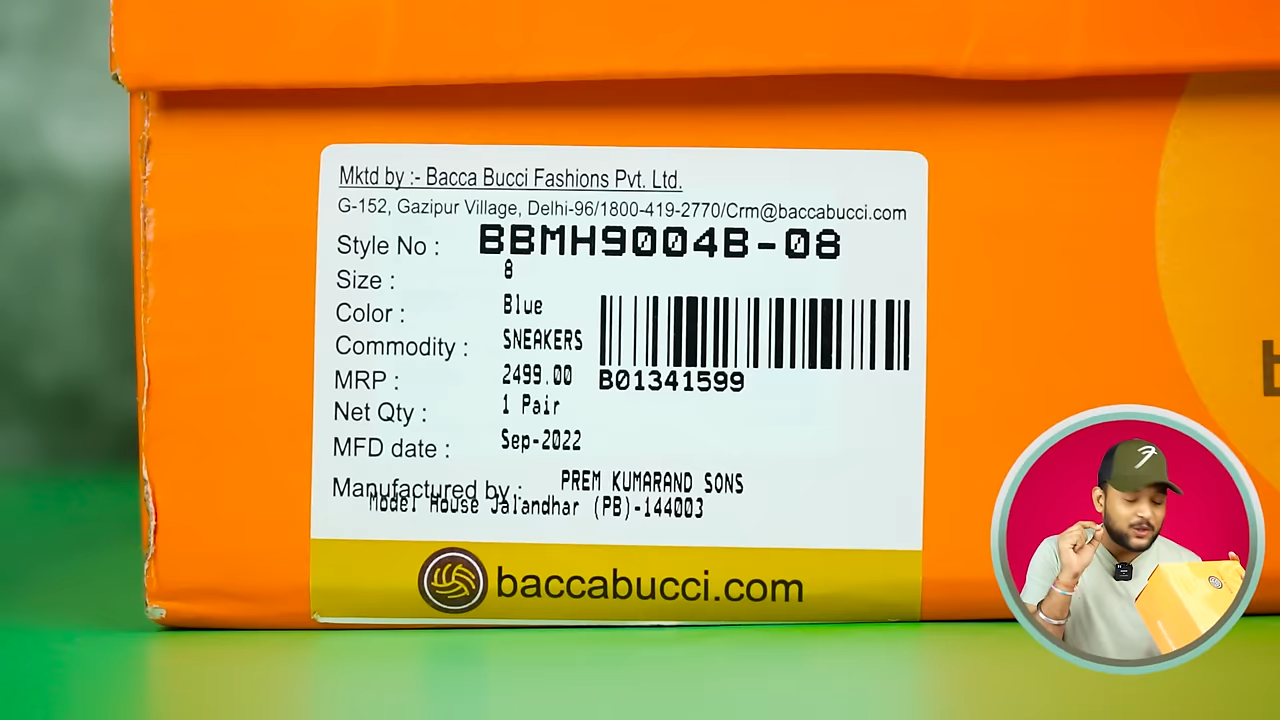 Mktd by :- Bacca Bucci Fashions Pvt. Ltd.
G-152, Gazipur Village, Delhi-96/1800-419-2770/Crm@baccabucci.com
Style No : BBMH9004B-08
Size : 8
Color : Blue
Commodity : SNEAKERS
MRP : 2499.00
B01341599
Net Qty : 1 Pair
MFD date : Sep-2022
Manufactured by : PREM KUMARAND SONS
Model House Jalandhar (PB)-144003
baccabucci.com